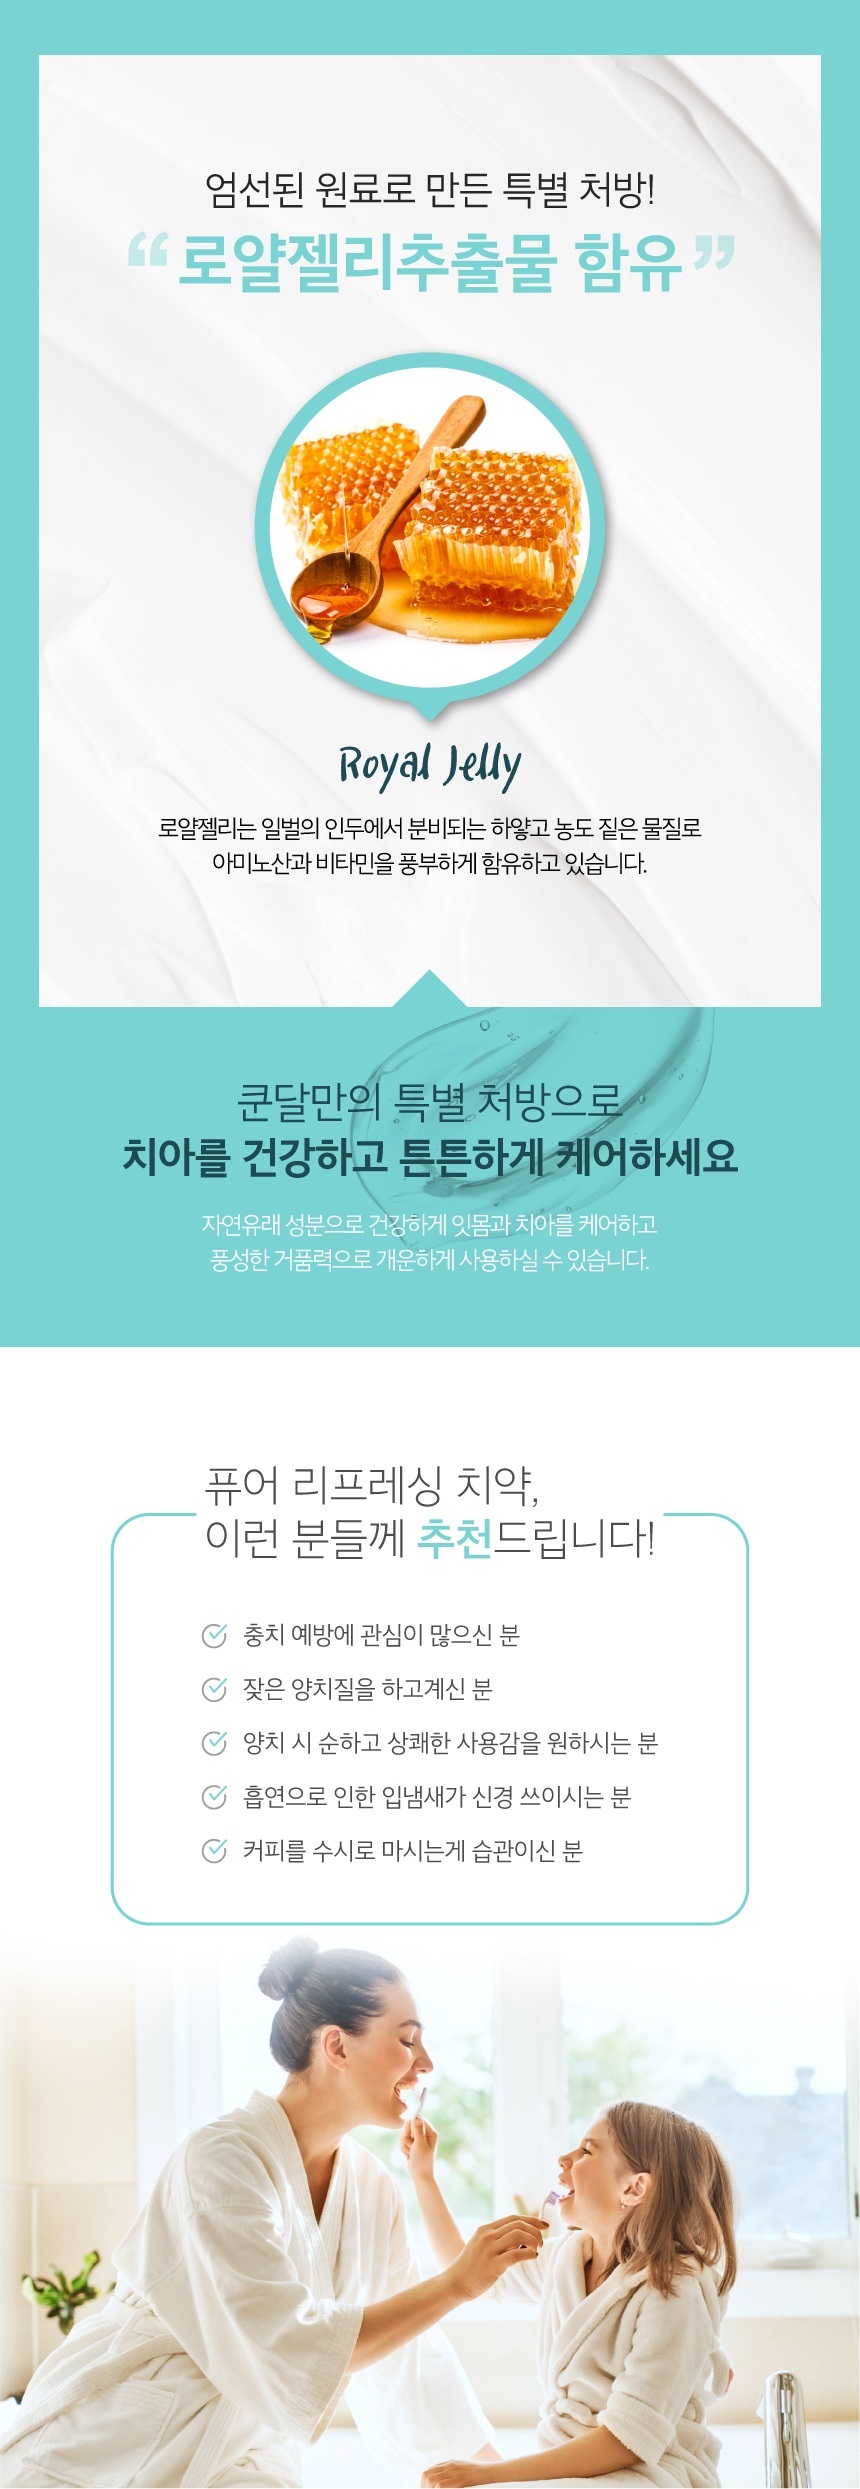 엄선된 원료로 만든 특별 처방!
“로얄젤리추출물 함유”
Royal Jelly
로얄젤리는 일벌의 인두에서 분비되는 하얗고 농도 짙은 물질로
아미노산과 비타민을 풍부하게 함유하고 있습니다.
쿤달만의 특별 처방으로
치아를 건강하고 튼튼하게 케어하세요
자연유래 성분으로 건강하게 잇몸과 치아를 케어하고
풍성한 거품력으로 개운하게 사용하실 수 있습니다.
퓨어 리프레싱 치약,
이런 분들께 추천드립니다!
충치 예방에 관심이 많으신 분
잦은 양치질을 하고계신 분
양치 시 순하고 상쾌한 사용감을 원하시는 분
흡연으로 인한 입냄새가 신경 쓰이시는 분
커피를 수시로 마시는게 습관이신 분